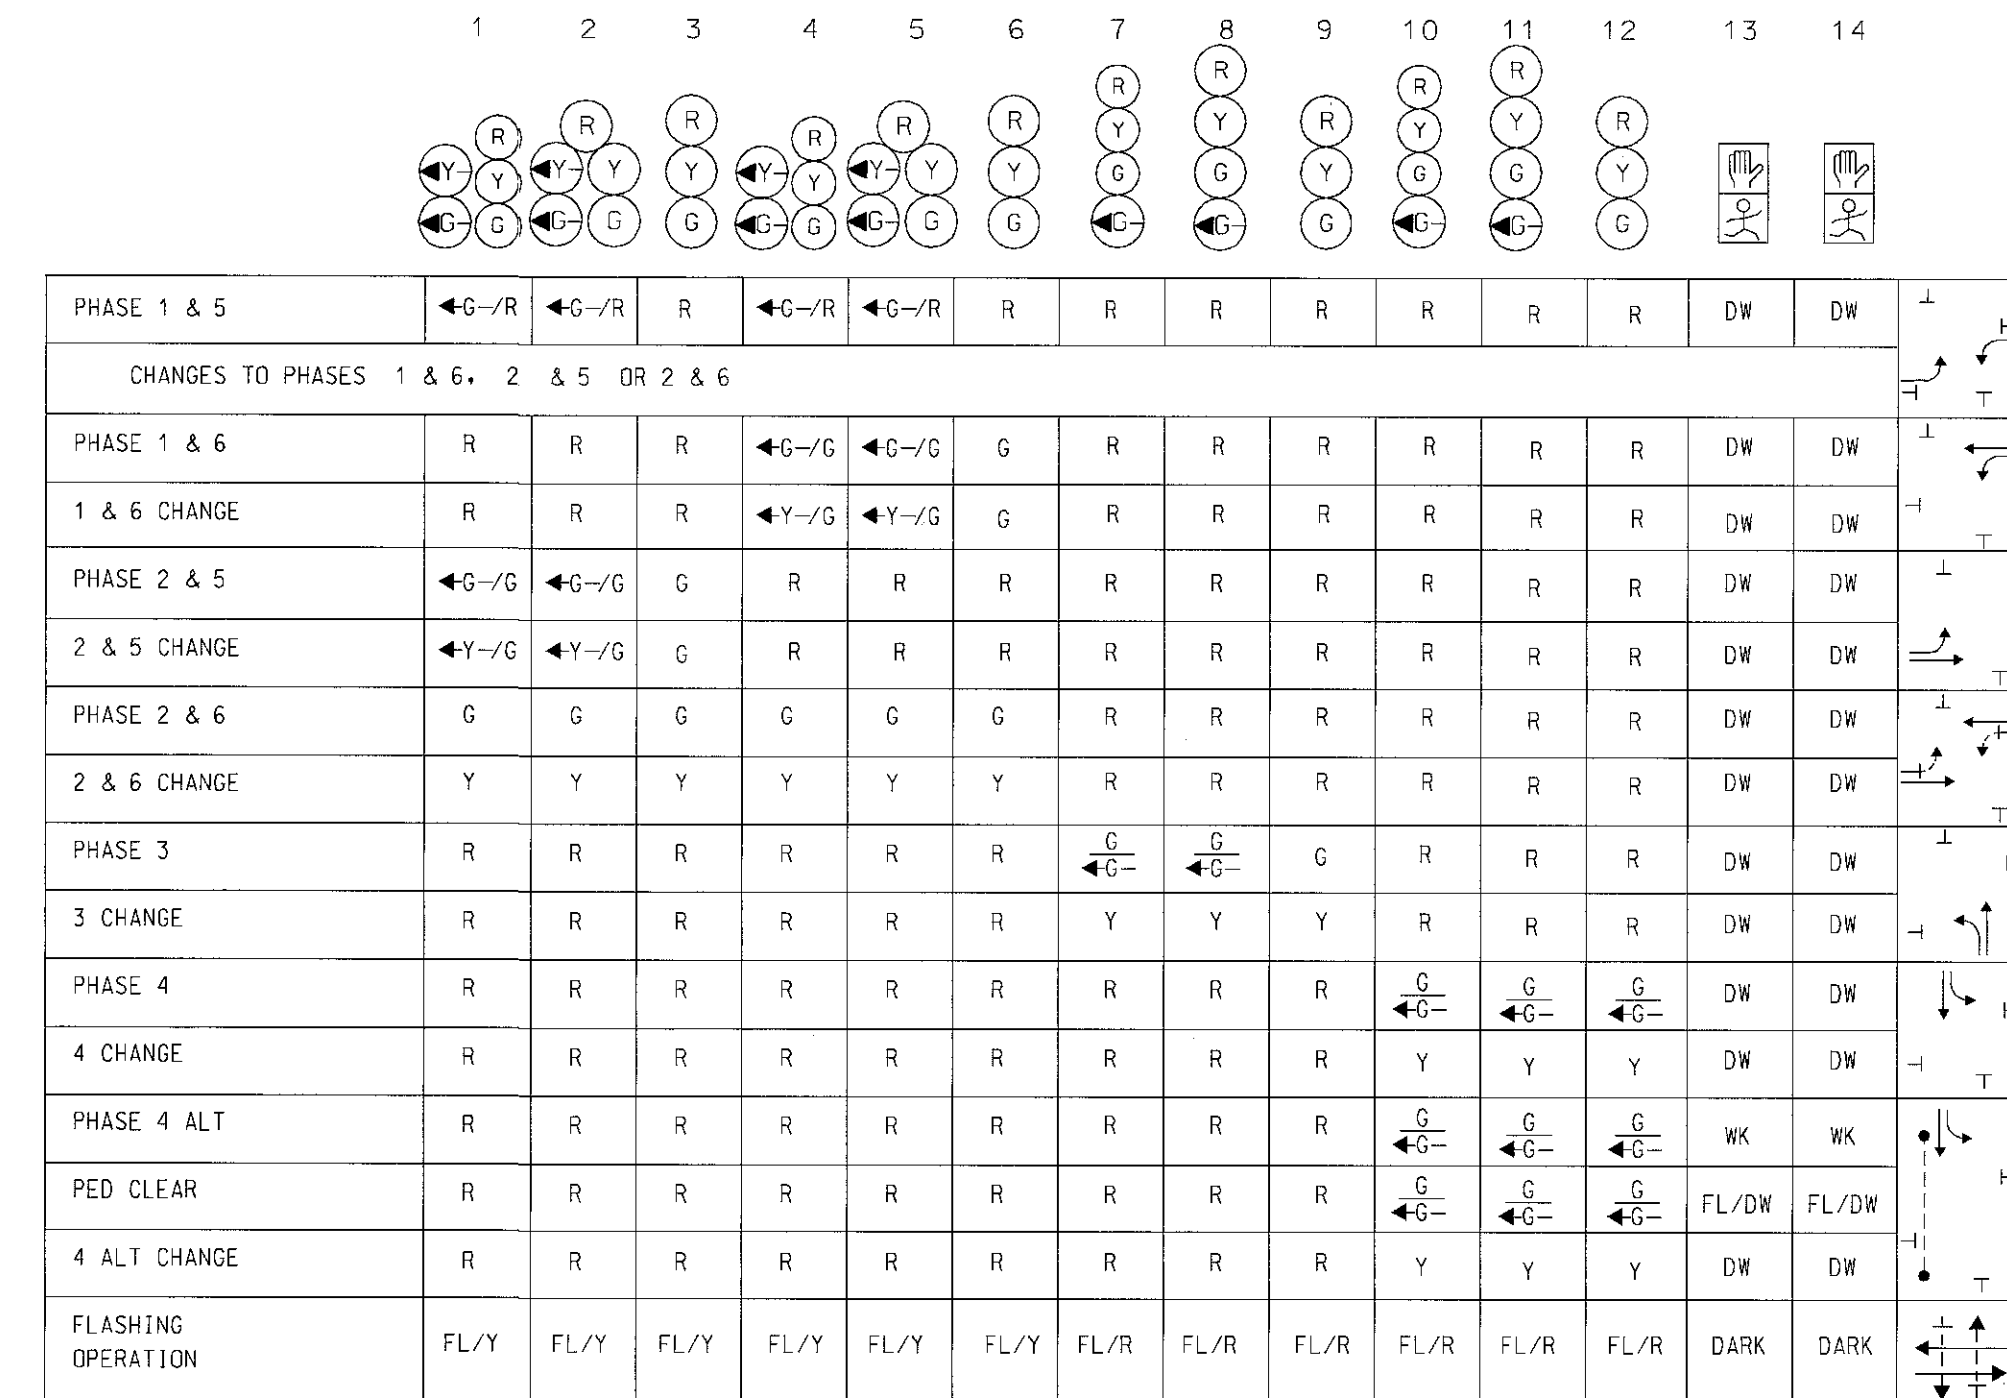 1 2 3 4 5 6 7 8 9 10 11 12 13 14
R R
R R R R
R R R R R R
Y Y Y Y
Y Y Y Y Y Y Y Y Y Y Y Y
G G G G
G G G G G G G G G G G G
G G G G
PHASE 1 & 5 ◄G—/R ◄G—/R R ◄G—/R ◄G—/R R R R R R R R DW DW
CHANGES TO PHASES 1 & 6, 2 & 5 OR 2 & 6
PHASE 1 & 6 R R R ◄G—/G ◄G—/G G R R R R R R DW DW
1 & 6 CHANGE R R R ◄Y—/G ◄Y—/G G R R R R R R DW DW
PHASE 2 & 5 ◄G—/G ◄G—/G G R R R R R R R R R DW DW
2 & 5 CHANGE ◄Y—/G ◄Y—/G G R R R R R R R R R DW DW
PHASE 2 & 6 G G G G G G R R R R R R DW DW
2 & 6 CHANGE Y Y Y Y Y Y R R R R R R DW DW
PHASE 3 R R R R R R G/◄G— G/◄G— G R R R DW DW
3 CHANGE R R R R R R Y Y Y R R R DW DW
PHASE 4 R R R R R R R R R G/◄G— G/◄G— G/◄G— DW DW
4 CHANGE R R R R R R R R R Y Y Y DW DW
PHASE 4 ALT R R R R R R R R R G/◄G— G/◄G— G/◄G— WK WK
PED CLEAR R R R R R R R R R G/◄G— G/◄G— G/◄G— FL/DW FL/DW
4 ALT CHANGE R R R R R R R R R Y Y Y DW DW
FLASHING
OPERATION FL/Y FL/Y FL/Y FL/Y FL/Y FL/Y FL/R FL/R FL/R FL/R FL/R FL/R DARK DARK